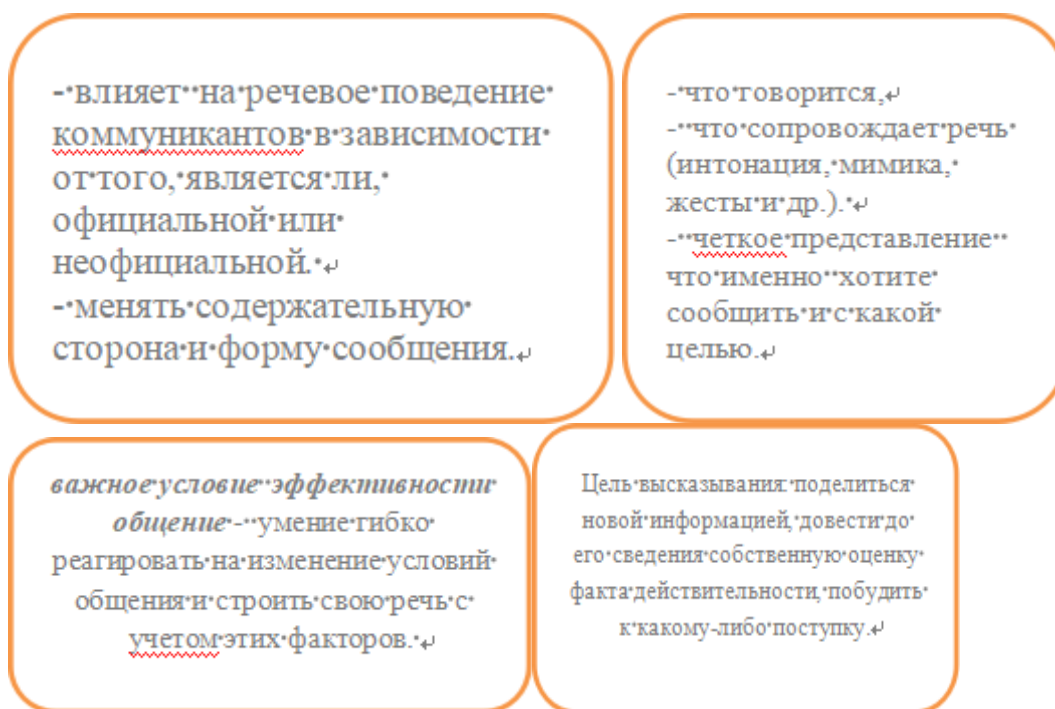 - влияет на речевое поведение
коммуникантов в зависимости
от того, является ли,
официальной или
неофициальной.
- менять содержательную
сторона и форму сообщения.
- что говорится,
- что сопровождает речь
(интонация, мимика,
жесты и др.).
- четкое представление
что именно хотите
сообщить и с какой
целью.
важное условие эффективности
общение - умение гибко
реагировать на изменение условий
общения и строить свою речь с
учетом этих факторов.
Цель высказывания: поделиться
новой информацией, довести до
его сведения собственную оценку
факта действительности, побудить
к какому-либо поступку.